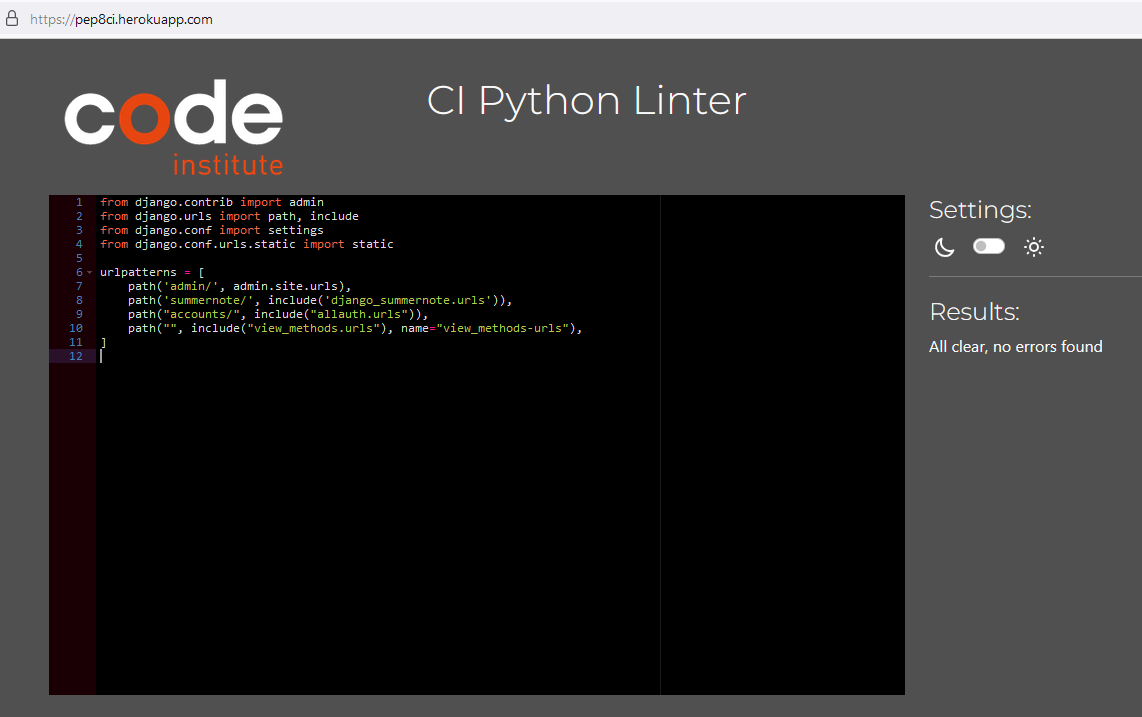 https://pep8ci.herokuapp.com
code
institute
CI Python Linter
1 from django.contrib import admin
2 from django.urls import path, include
3 from django.conf import settings
4 from django.conf.urls.static import static
5
6 urlpatterns = [
7     path('admin/', admin.site.urls),
8     path('summernote/', include('django_summernote.urls')),
9     path("accounts/", include("allauth.urls")),
10     path("", include("view_methods.urls"), name="view_methods-urls"),
11 ]
12
Settings:
Results:
All clear, no errors found